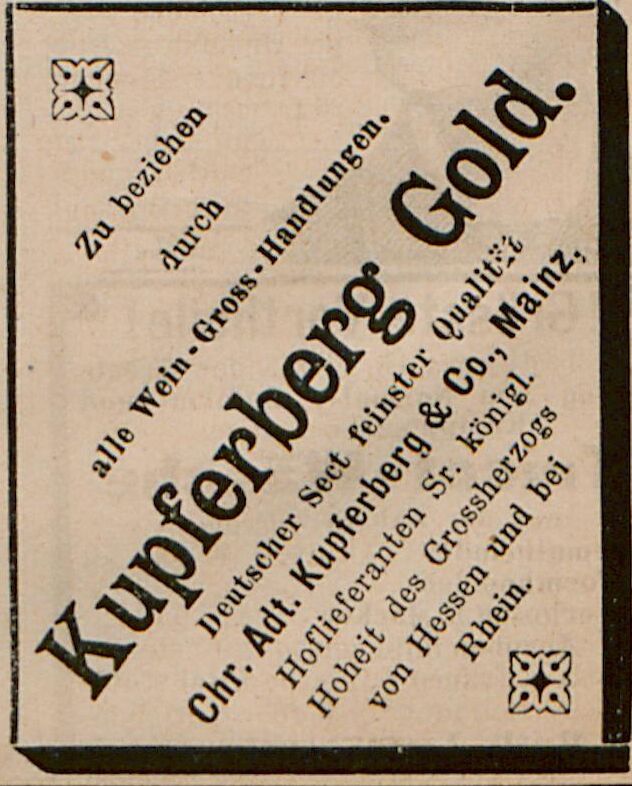 Zu beziehen
durch
alle Wein-Gross-Handlungen.
Kupferberg Gold.
Deutscher Sect feinster Qualität
Chr. Adt. Kupferberg & Co., Mainz,
Hoflieferanten Sr. königl.
Hoheit des Grossherzogs
von Hessen und bei
Rhein.